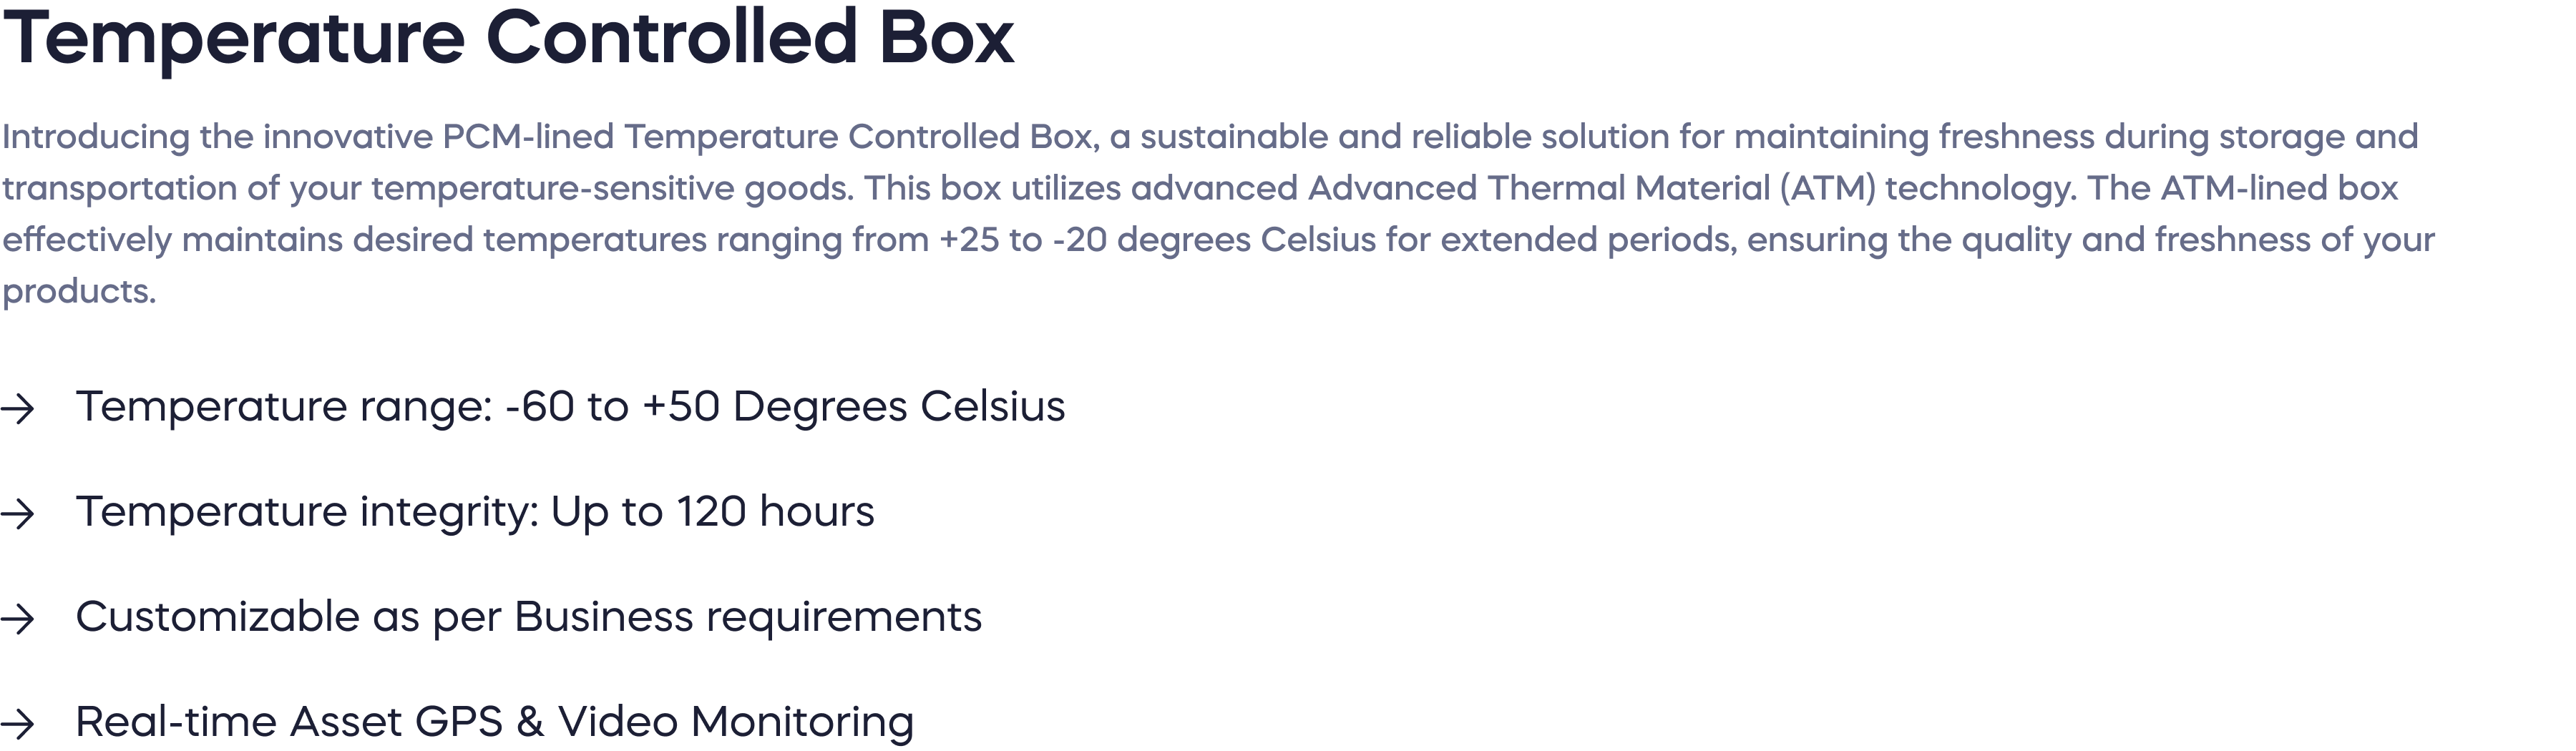 Temperature Controlled Box
Introducing the innovative PCM-lined Temperature Controlled Box, a sustainable and reliable solution for maintaining freshness during storage and
transportation of your temperature-sensitive goods. This box utilizes advanced Advanced Thermal Material (ATM) technology. The ATM-lined box
effectively maintains desired temperatures ranging from +25 to -20 degrees Celsius for extended periods, ensuring the quality and freshness of your
products.
→ Temperature range: -60 to +50 Degrees Celsius
→ Temperature integrity: Up to 120 hours
→ Customizable as per Business requirements
→ Real-time Asset GPS & Video Monitoring